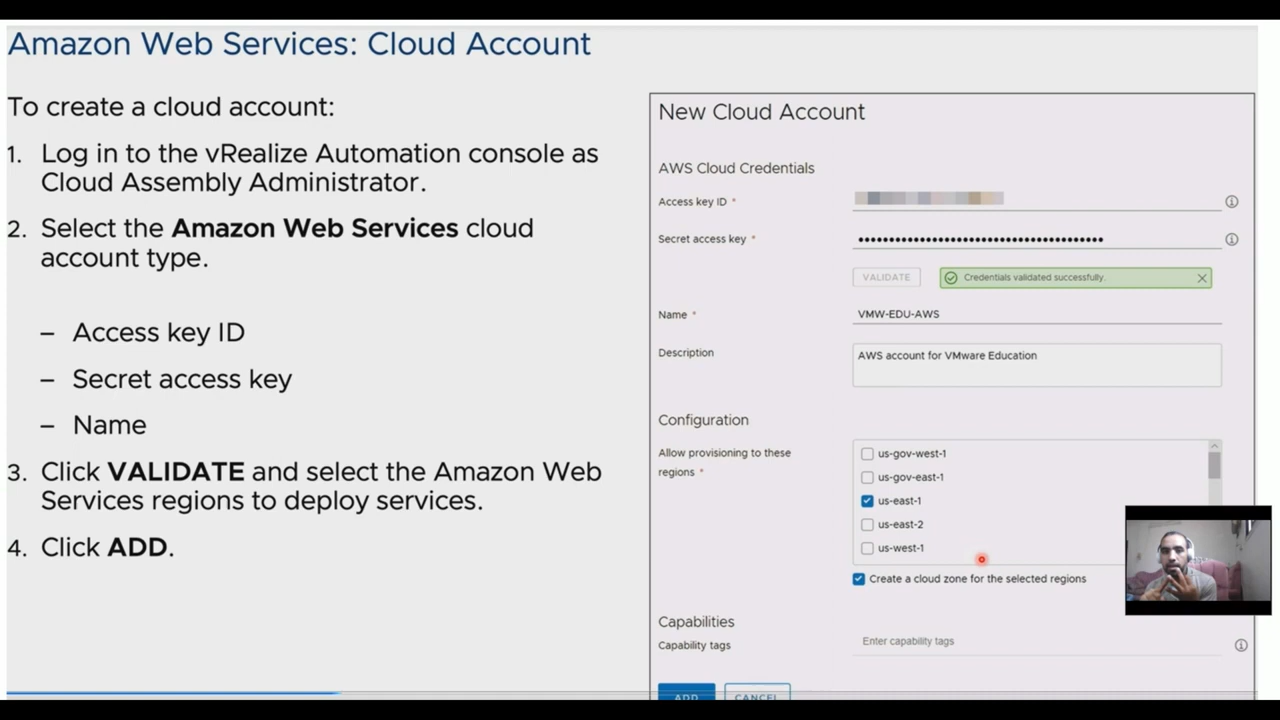 Amazon Web Services: Cloud Account
To create a cloud account:
1. Log in to the vRealize Automation console as
Cloud Assembly Administrator.
2. Select the Amazon Web Services cloud
account type.
– Access key ID
– Secret access key
– Name
3. Click VALIDATE and select the Amazon Web
Services regions to deploy services.
4. Click ADD.
New Cloud Account
AWS Cloud Credentials
Access key ID *
Secret access key * ••••••••••••••••••••••••••••••••••••••••
VALIDATE Credentials validated successfully.
Name * VMW-EDU-AWS
Description AWS account for VMware Education
Configuration
Allow provisioning to these
regions *
us-gov-west-1
us-gov-east-1
us-east-1
us-east-2
us-west-1
Create a cloud zone for the selected regions
Capabilities
Capability tags Enter capability tags
ADD CANCEL